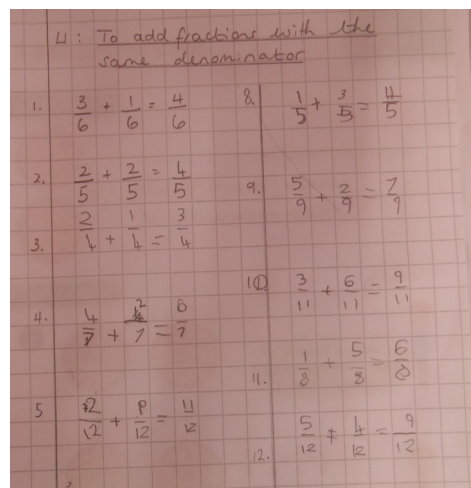 LI: To add fractions with the
same denominator
1. 3/6 + 1/6 = 4/6
2. 2/5 + 2/5 = 4/5
3. 2/4 + 1/4 = 3/4
4. 4/7 + 2/7 = 6/7
5 2/12 + 9/12 = 11/12
8. 1/5 + 3/5 = 4/5
9. 5/9 + 2/9 = 7/9
10 3/11 + 6/11 = 9/11
11. 1/8 + 5/8 = 6/8
12. 5/12 + 4/12 = 9/12